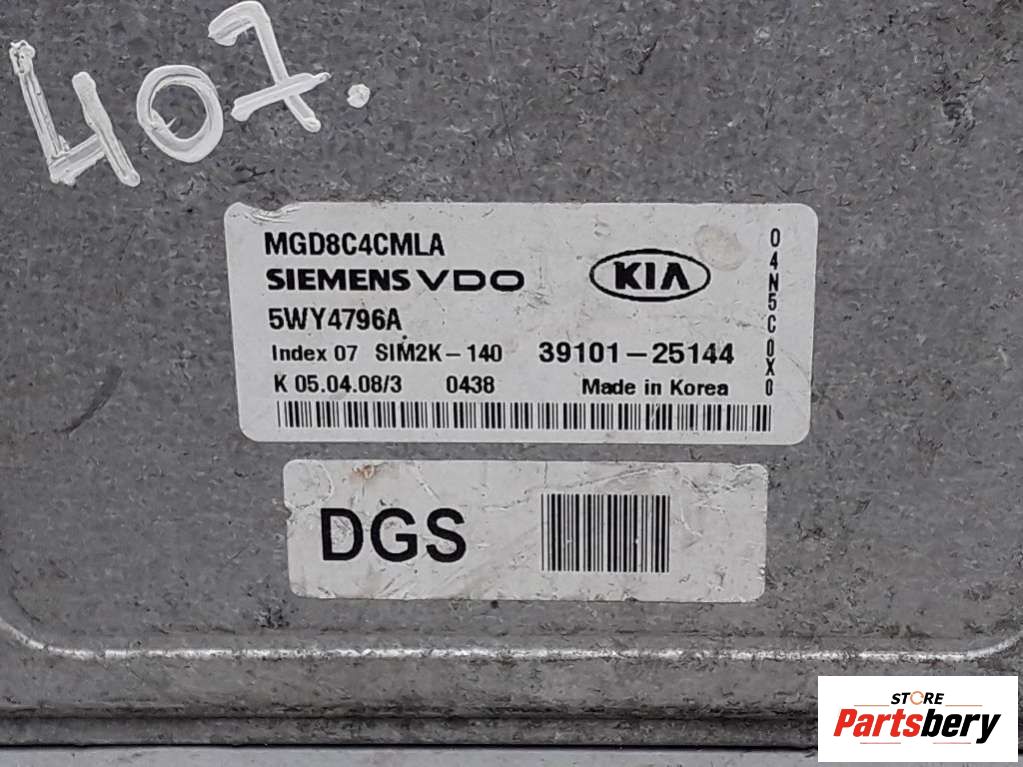 407.
MGD8C4CMLA
SIEMENS VDO
KIA
5WY4796A
Index 07 SIM2K-140 39101-25144
K 05.04.08/3 0438 Made in Korea
04N5C0X0
DGS
STORE
Partsbery